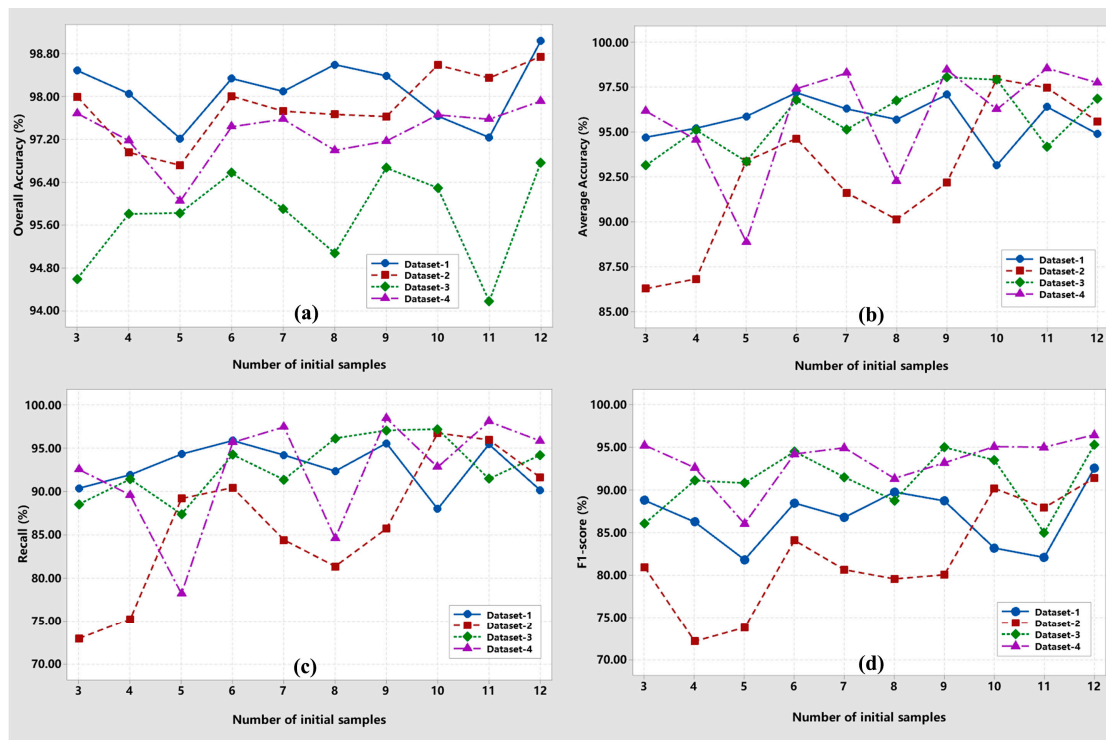 98.80
98.00
97.20
96.40
95.60
94.80
94.00
Overall Accuracy (%)
Dataset-1
Dataset-2
Dataset-3
Dataset-4
(a)
3 4 5 6 7 8 9 10 11 12
Number of initial samples
100.00
97.50
95.00
92.50
90.00
87.50
85.00
Average Accuracy (%)
Dataset-1
Dataset-2
Dataset-3
Dataset-4
(b)
3 4 5 6 7 8 9 10 11 12
Number of initial samples
100.00
95.00
90.00
85.00
80.00
75.00
70.00
Recall (%)
Dataset-1
Dataset-2
Dataset-3
Dataset-4
(c)
3 4 5 6 7 8 9 10 11 12
Number of initial samples
100.00
95.00
90.00
85.00
80.00
75.00
70.00
F1-score (%)
Dataset-1
Dataset-2
Dataset-3
Dataset-4
(d)
3 4 5 6 7 8 9 10 11 12
Number of initial samples